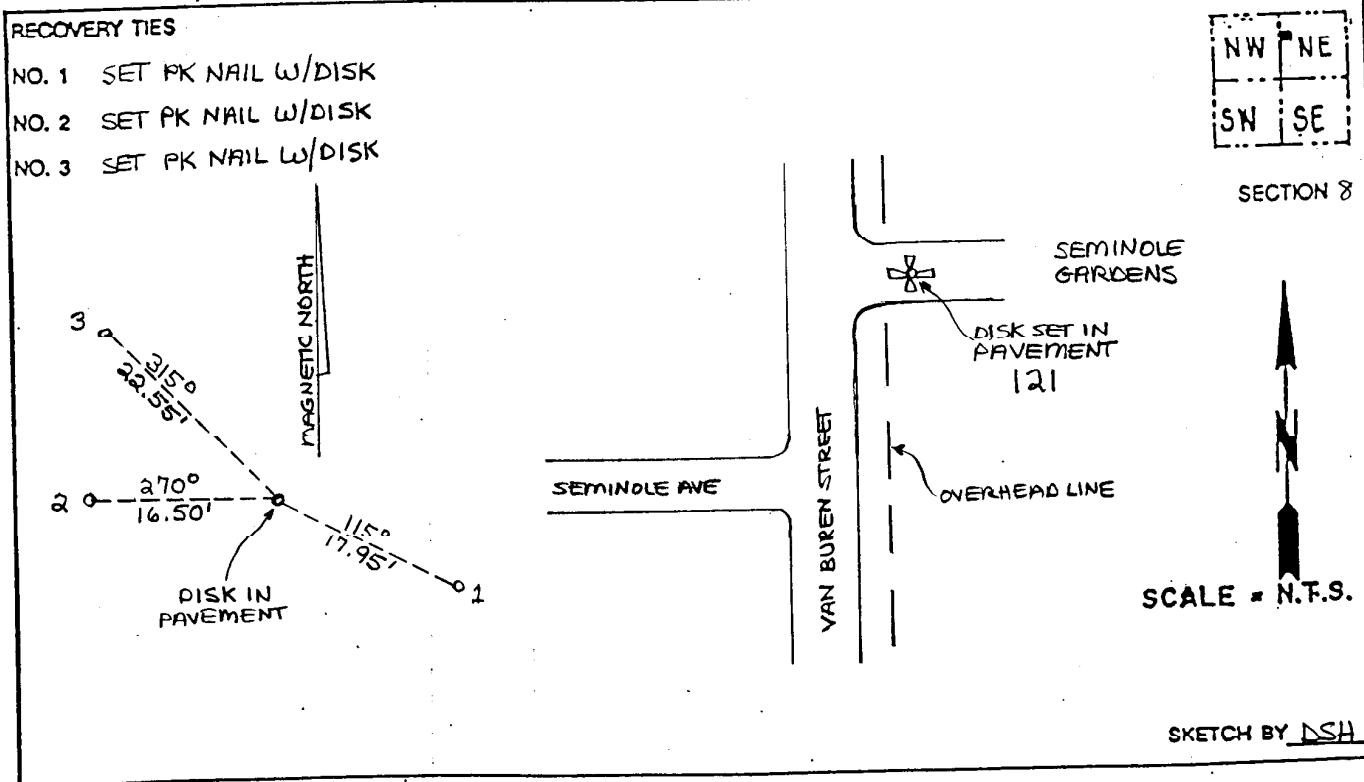 RECOVERY TIES
NO. 1 SET PK NAIL W/DISK
NO. 2 SET PK NAIL W/DISK
NO. 3 SET PK NAIL W/DISK
NW NE
SW SE
SECTION 8
MAGNETIC NORTH
3
315°
22.55'
2
270°
16.50'
115°
17.95'
1
DISK IN
PAVEMENT
SEMINOLE AVE
VAN BUREN STREET
SEMINOLE
GARDENS
DISK SET IN
PAVEMENT
121
OVERHEAD LINE
N
SCALE = N.T.S.
SKETCH BY DSH